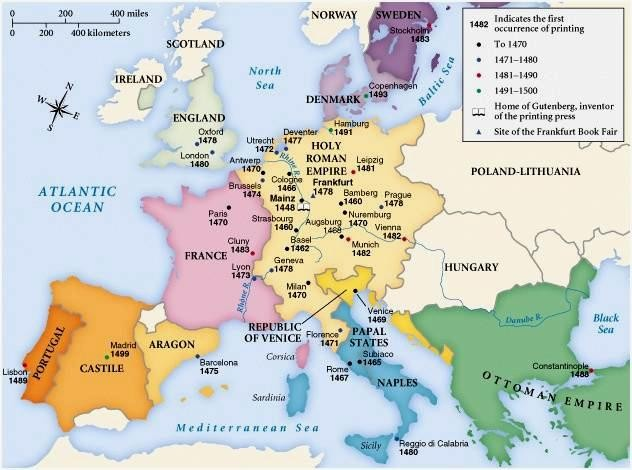 0 200 400 miles
0 200 400 kilometers
N
E
S
W
1482 Indicates the first
occurrence of printing
To 1470
1471–1480
1481–1490
1491–1500
Home of Gutenberg, inventor
of the printing press
Site of the Frankfurt Book Fair
NORWAY
SWEDEN
Stockholm
1483
SCOTLAND
North
Sea
Baltic Sea
IRELAND
DENMARK
Copenhagen
1493
ENGLAND
Oxford
1478
London
1480
Hamburg
1491
Deventer
1477
Utrecht
1472
HOLY
ROMAN
EMPIRE
Rhine R.
Antwerp
1470
Cologne
1466
Leipzig
1481
POLAND-LITHUANIA
Brussels
1474
Frankfurt
1478
Mainz
1448
Bamberg
1460
Prague
1478
ATLANTIC
OCEAN
Paris
1470
Strasbourg
1460
Nuremburg
1470
Augsburg
1468
Vienna
1482
Munich
1482
Basel
1462
Cluny
1483
FRANCE
Geneva
1478
HUNGARY
Lyon
1473
Rhône R.
Milan
1470
Venice
1469
REPUBLIC
OF VENICE
Danube R.
Black
Sea
Florence
1471
PAPAL
STATES
Subiaco
1465
Rome
1467
Corsica
PORTUGAL
Lisbon
1489
Madrid
1499
CASTILE
ARAGON
Barcelona
1475
Constantinople
1488
OTTOMAN EMPIRE
NAPLES
Sardinia
Mediterranean Sea
Sicily
Reggio di Calabria
1480